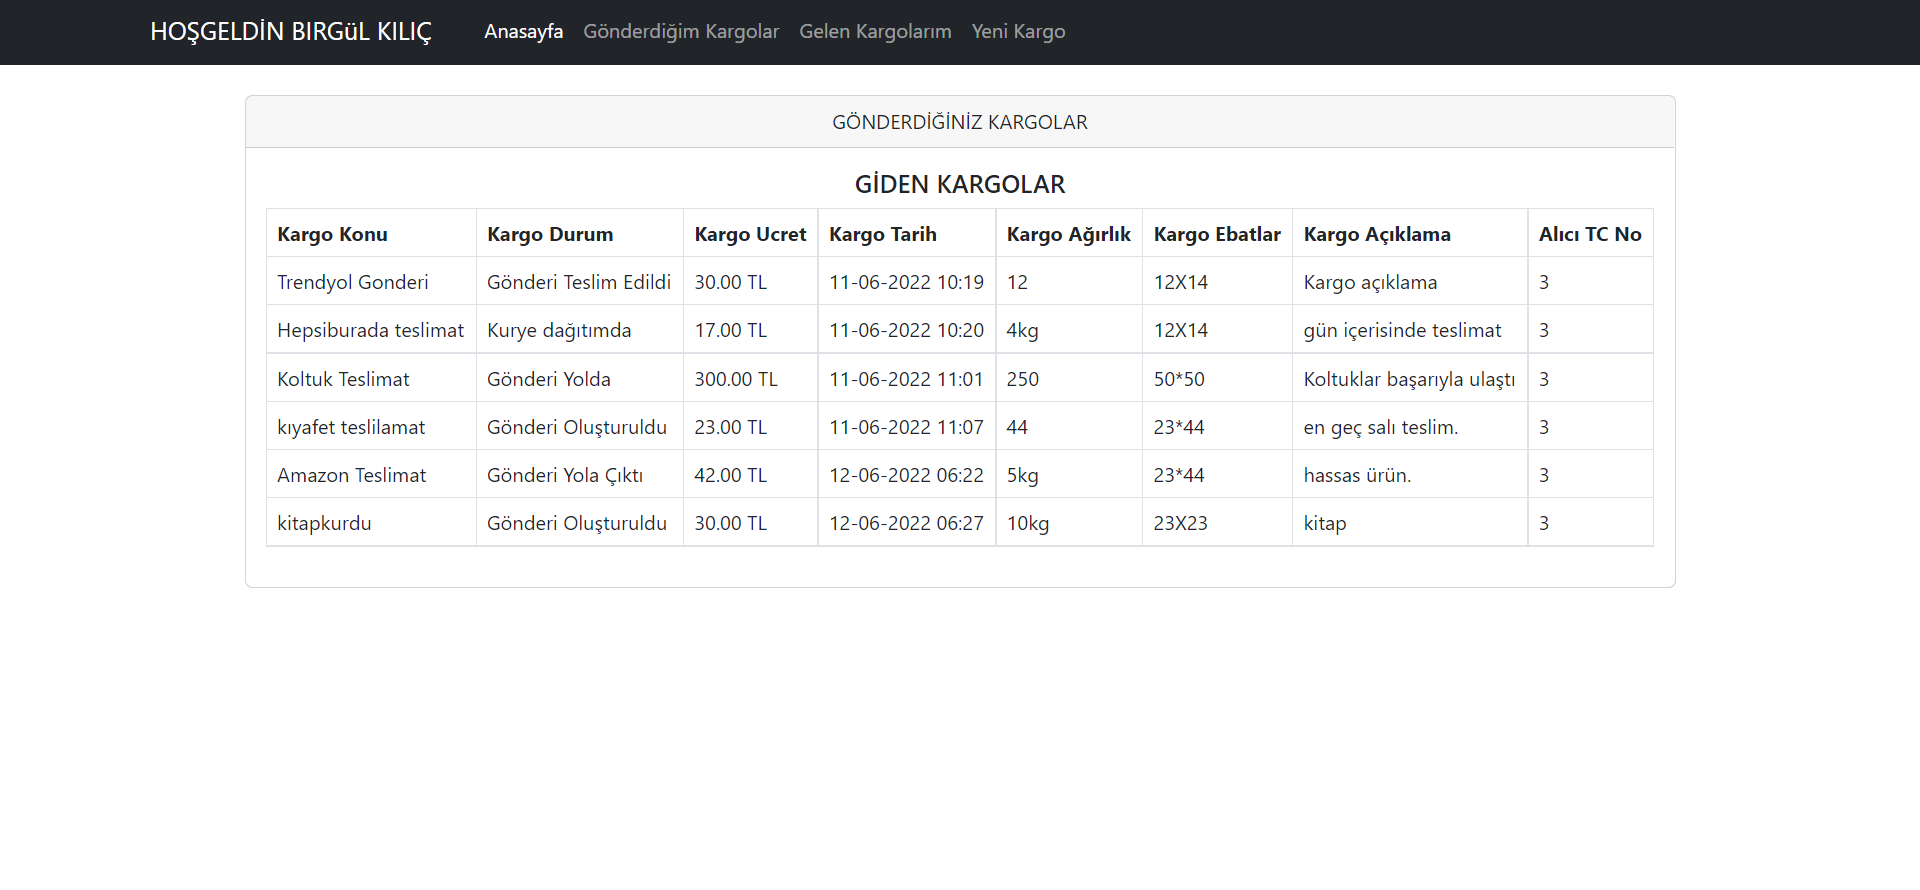 HOŞGELDİN BIRGüL KILIÇ Anasayfa Gönderdiğim Kargolar Gelen Kargolarım Yeni Kargo
GÖNDERDİĞİNİZ KARGOLAR
GİDEN KARGOLAR
Kargo Konu Kargo Durum Kargo Ucret Kargo Tarih Kargo Ağırlık Kargo Ebatlar Kargo Açıklama Alıcı TC No
Trendyol Gonderi Gönderi Teslim Edildi 30.00 TL 11-06-2022 10:19 12 12X14 Kargo açıklama 3
Hepsiburada teslimat Kurye dağıtımda 17.00 TL 11-06-2022 10:20 4kg 12X14 gün içerisinde teslimat 3
Koltuk Teslimat Gönderi Yolda 300.00 TL 11-06-2022 11:01 250 50*50 Koltuklar başarıyla ulaştı 3
kıyafet teslilamat Gönderi Oluşturuldu 23.00 TL 11-06-2022 11:07 44 23*44 en geç salı teslim. 3
Amazon Teslimat Gönderi Yola Çıktı 42.00 TL 12-06-2022 06:22 5kg 23*44 hassas ürün. 3
kitapkurdu Gönderi Oluşturuldu 30.00 TL 12-06-2022 06:27 10kg 23X23 kitap 3